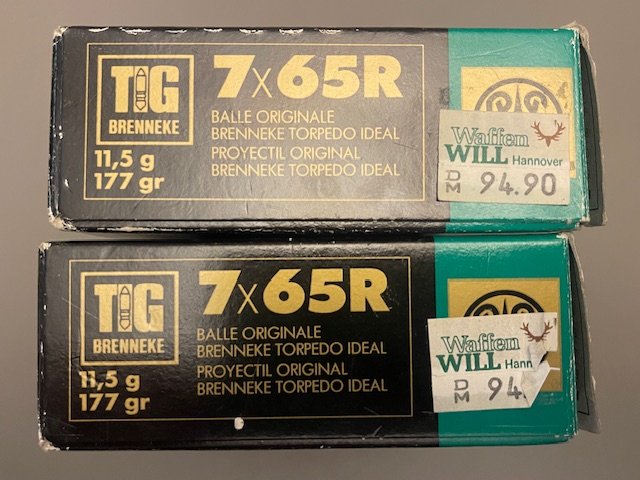 TIG
BRENNEKE
11,5 g
177 gr
7x65R
BALLE ORIGINALE
BRENNEKE TORPEDO IDEAL
PROYECTIL ORIGINAL
BRENNEKE TORPEDO IDEAL
Waffen
WILL Hannover
DM 94.90
TIG
BRENNEKE
11,5 g
177 gr
7x65R
BALLE ORIGINALE
BRENNEKE TORPEDO IDEAL
PROYECTIL ORIGINAL
BRENNEKE TORPEDO IDEAL
Waffen
WILL Hann
DM 94.